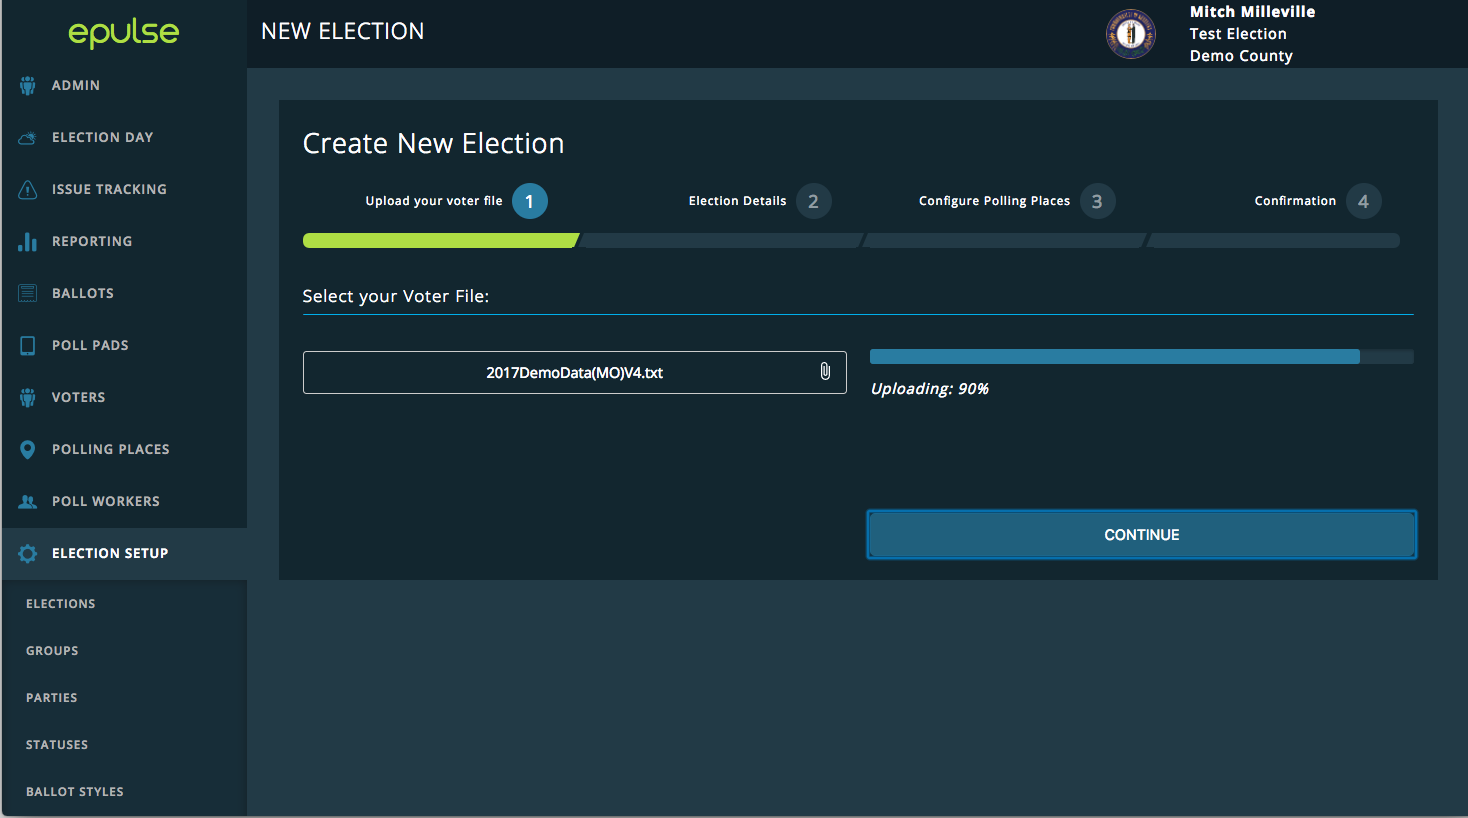 epulse
NEW ELECTION
Mitch Milleville
Test Election
Demo County
ADMIN
ELECTION DAY
ISSUE TRACKING
REPORTING
BALLOTS
POLL PADS
VOTERS
POLLING PLACES
POLL WORKERS
ELECTION SETUP
ELECTIONS
GROUPS
PARTIES
STATUSES
BALLOT STYLES
Create New Election
Upload your voter file 1
Election Details 2
Configure Polling Places 3
Confirmation 4
Select your Voter File:
2017DemoData(MO)V4.txt
Uploading: 90%
CONTINUE